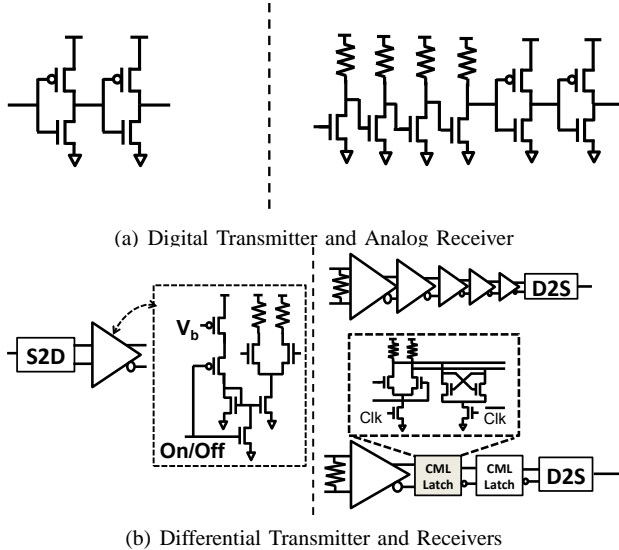 (a) Digital Transmitter and Analog Receiver
S2D
V_b
On/Off
D2S
Clk
Clk
CML
Latch
CML
Latch
D2S
(b) Differential Transmitter and Receivers